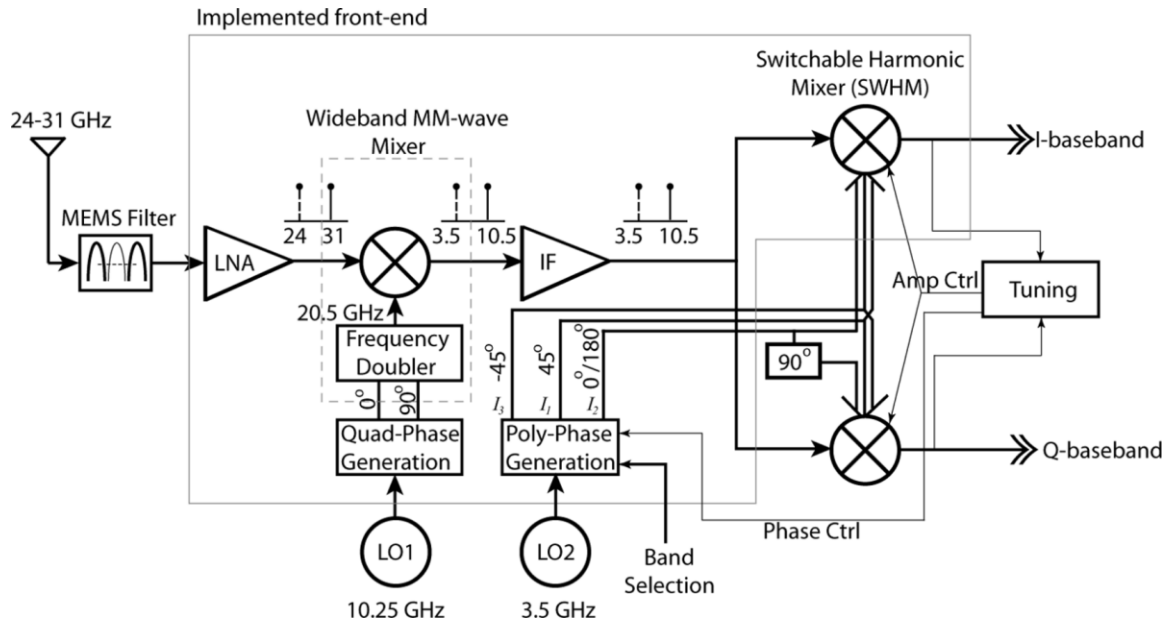 Implemented front-end
Switchable Harmonic
Mixer (SWHM)
24-31 GHz
Wideband MM-wave
Mixer
I-baseband
MEMS Filter
24 31
3.5 10.5
3.5 10.5
LNA
IF
Amp Ctrl
Tuning
20.5 GHz
Frequency
Doubler
-45°
45°
0°/180°
90°
0°
90°
I3 I1 I2
Quad-Phase
Generation
Poly-Phase
Generation
Q-baseband
Phase Ctrl
LO1
LO2
Band
Selection
10.25 GHz
3.5 GHz